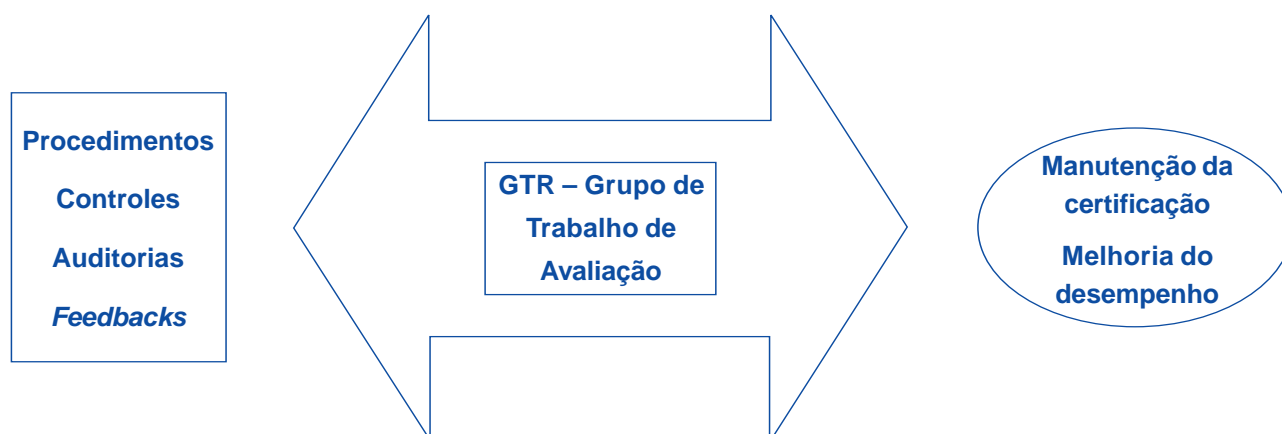 Procedimentos
Controles
Auditorias
Feedbacks
GTR – Grupo de
Trabalho de
Avaliação
Manutenção da
certificação
Melhoria do
desempenho